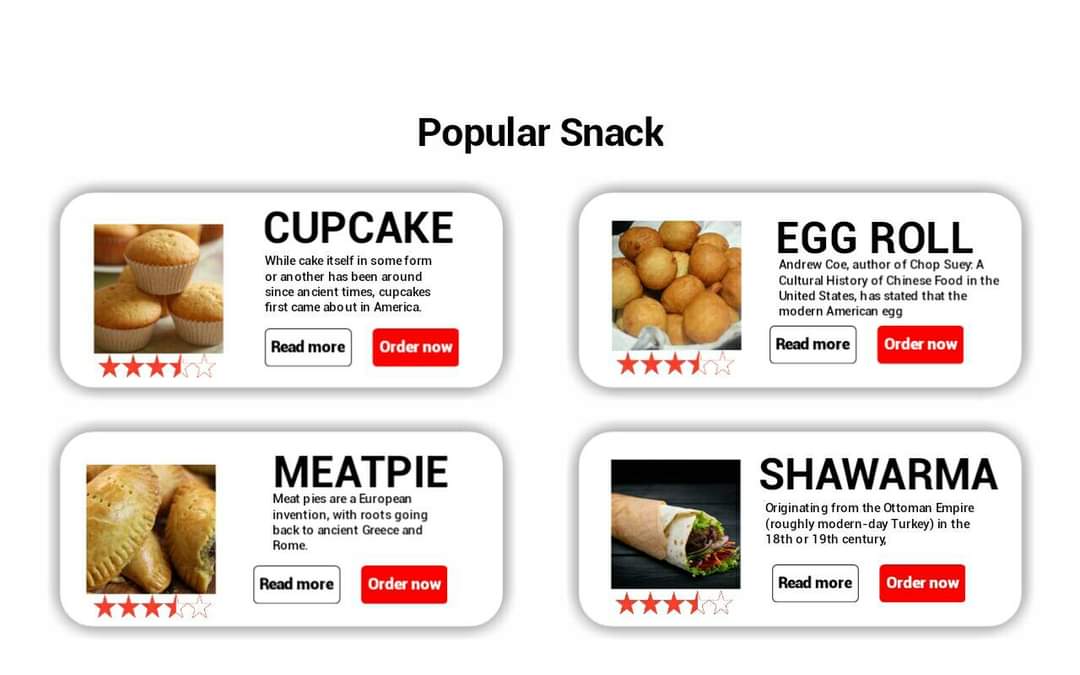 Popular Snack
CUPCAKE
While cake itself in some form
or another has been around
since ancient times, cupcakes
first came about in America.
Read more
Order now
EGG ROLL
Andrew Coe, author of Chop Suey: A
Cultural History of Chinese Food in the
United States, has stated that the
modern American egg
Read more
Order now
MEATPIE
Meat pies are a European
invention, with roots going
back to ancient Greece and
Rome.
Read more
Order now
SHAWARMA
Originating from the Ottoman Empire
(roughly modern-day Turkey) in the
18th or 19th century,
Read more
Order now